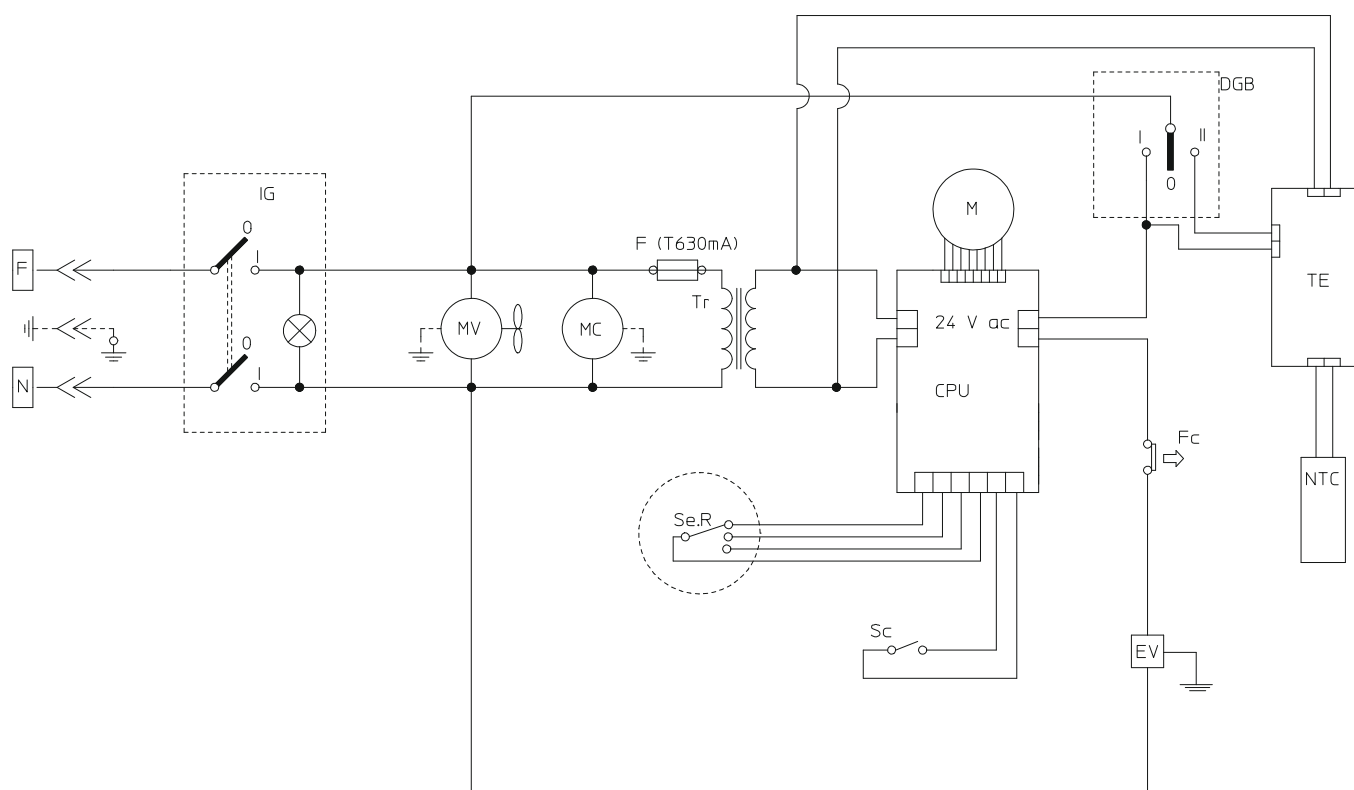 DGB
I
II
0
IG
0
I
M
F
F (T630mA)
Tr
TE
MV
MC
24 V ac
0
I
N
CPU
Fc
NTC
Se.R
Sc
EV